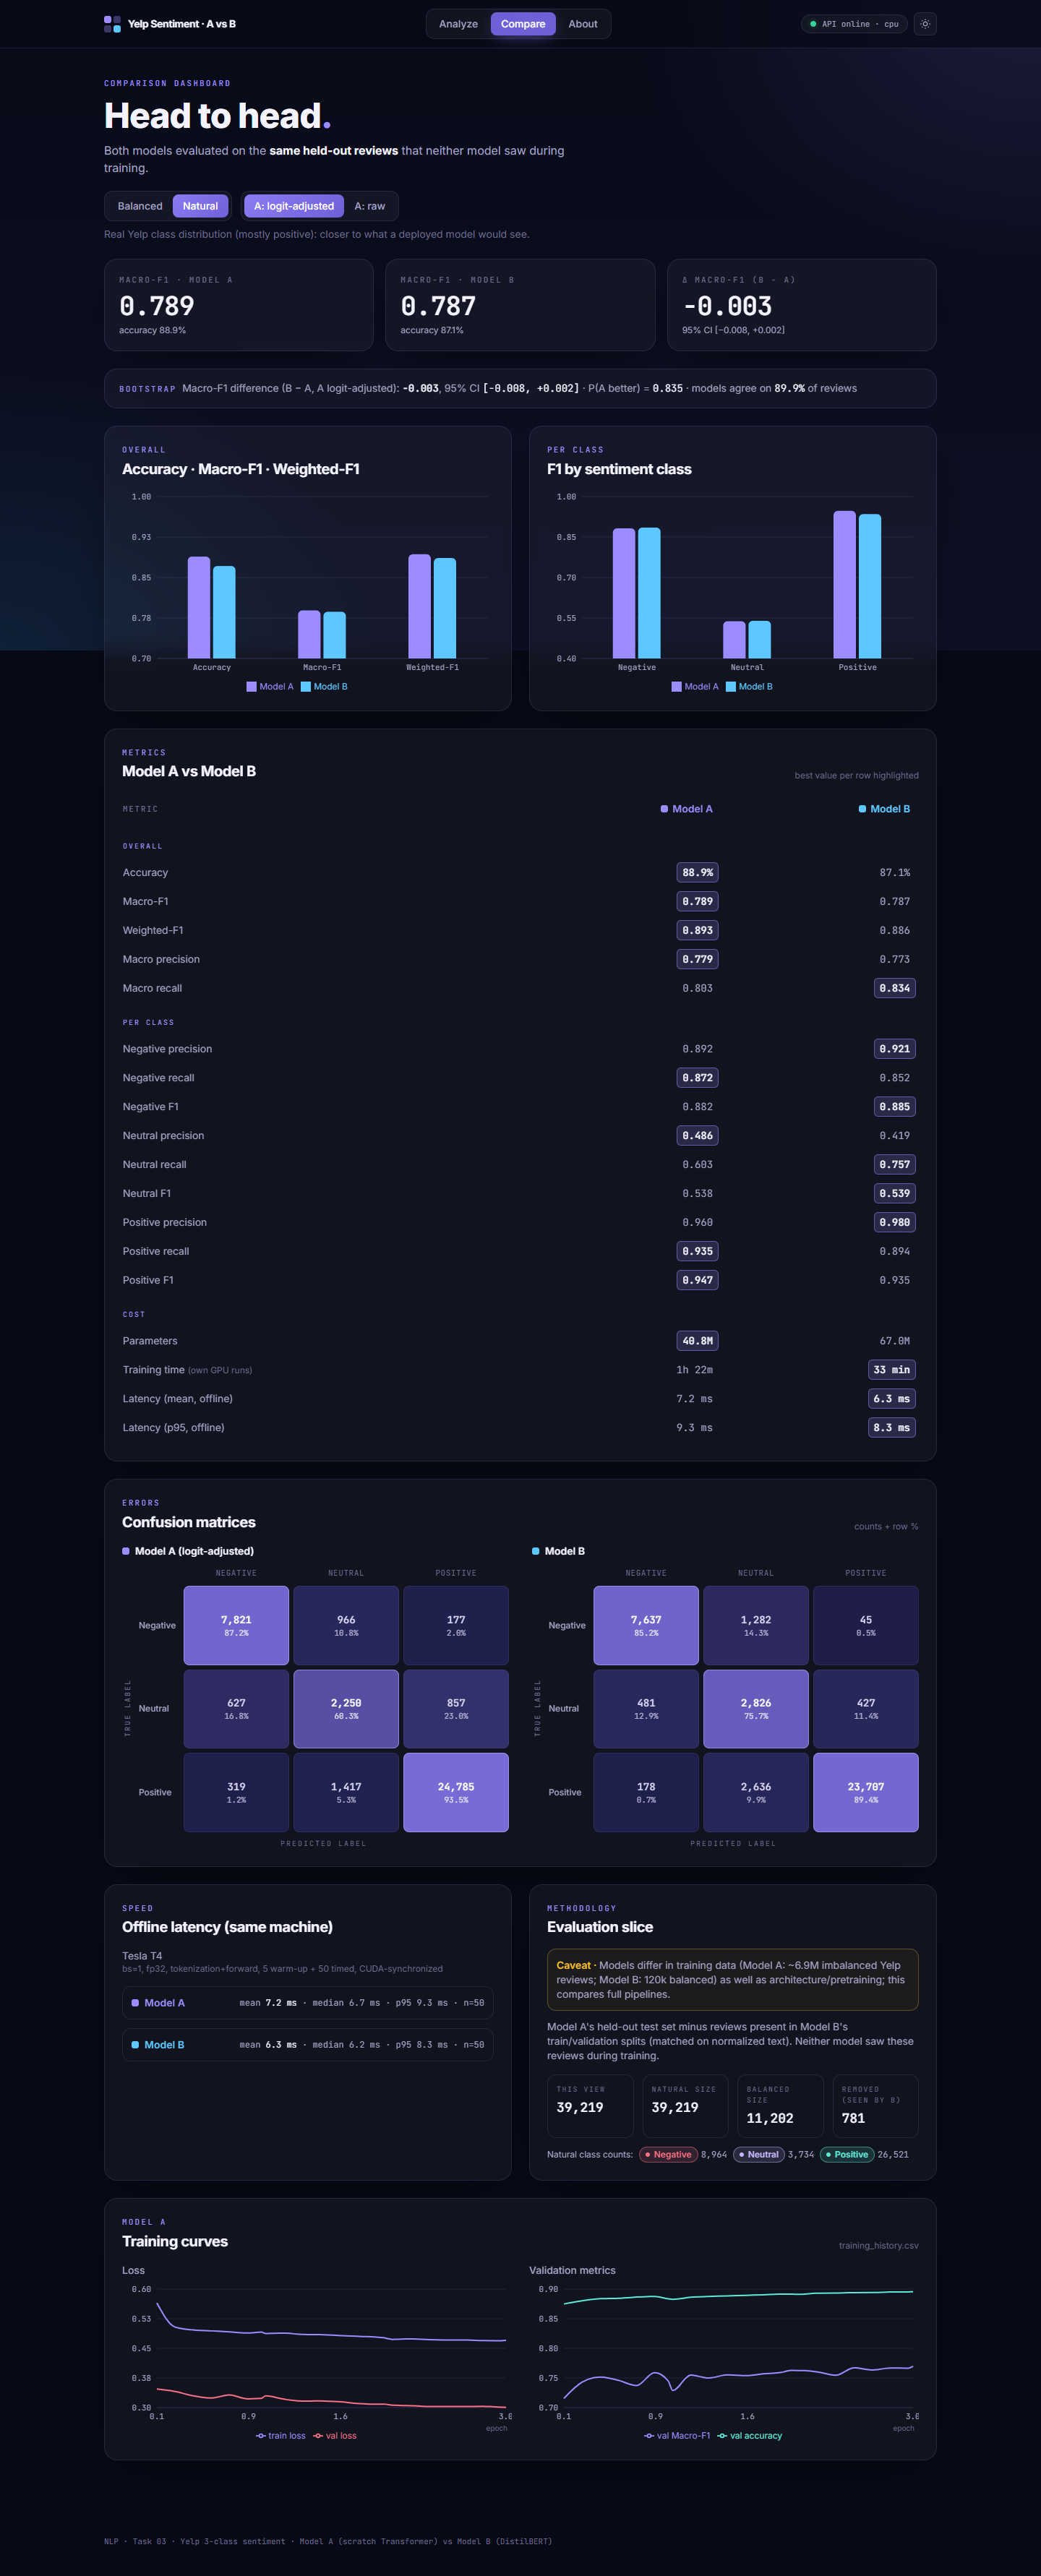 Yelp Sentiment · A vs B
Analyze
Compare
About
API online · cpu
COMPARISON DASHBOARD
Head to head.
Both models evaluated on the same held-out reviews that neither model saw during
training.
Balanced
Natural
A: logit-adjusted
A: raw
Real Yelp class distribution (mostly positive): closer to what a deployed model would see.
MACRO-F1 · MODEL A
0.789
accuracy 88.9%
MACRO-F1 · MODEL B
0.787
accuracy 87.1%
Δ MACRO-F1 (B - A)
-0.003
95% CI [−0.008, +0.002]
BOOTSTRAP Macro-F1 difference (B − A, A logit-adjusted): -0.003, 95% CI [-0.008, +0.002] · P(A better) = 0.835 · models agree on 89.9% of reviews
OVERALL
Accuracy · Macro-F1 · Weighted-F1
1.00
0.93
0.85
0.78
0.70
Accuracy Macro-F1 Weighted-F1
Model A Model B
PER CLASS
F1 by sentiment class
1.00
0.85
0.70
0.55
0.40
Negative Neutral Positive
Model A Model B
METRICS
Model A vs Model B
best value per row highlighted
METRIC Model A Model B
OVERALL
Accuracy 88.9% 87.1%
Macro-F1 0.789 0.787
Weighted-F1 0.893 0.886
Macro precision 0.779 0.773
Macro recall 0.803 0.834
PER CLASS
Negative precision 0.892 0.921
Negative recall 0.872 0.852
Negative F1 0.882 0.885
Neutral precision 0.486 0.419
Neutral recall 0.603 0.757
Neutral F1 0.538 0.539
Positive precision 0.960 0.980
Positive recall 0.935 0.894
Positive F1 0.947 0.935
COST
Parameters 40.8M 67.0M
Training time (own GPU runs) 1h 22m 33 min
Latency (mean, offline) 7.2 ms 6.3 ms
Latency (p95, offline) 9.3 ms 8.3 ms
ERRORS
Confusion matrices
counts + row %
Model A (logit-adjusted)
NEGATIVE NEUTRAL POSITIVE
TRUE LABEL
Negative
7,821 966 177
87.2% 10.8% 2.0%
Neutral
627 2,250 857
16.8% 60.3% 23.0%
Positive
319 1,417 24,785
1.2% 5.3% 93.5%
PREDICTED LABEL
Model B
NEGATIVE NEUTRAL POSITIVE
TRUE LABEL
Negative
7,637 1,282 45
85.2% 14.3% 0.5%
Neutral
481 2,826 427
12.9% 75.7% 11.4%
Positive
178 2,636 23,707
0.7% 9.9% 89.4%
PREDICTED LABEL
SPEED
Offline latency (same machine)
Tesla T4
bs=1, fp32, tokenization+forward, 5 warm-up + 50 timed, CUDA-synchronized
Model A mean 7.2 ms · median 6.7 ms · p95 9.3 ms · n=50
Model B mean 6.3 ms · median 6.2 ms · p95 8.3 ms · n=50
METHODOLOGY
Evaluation slice
Caveat · Models differ in training data (Model A: ~6.9M imbalanced Yelp
reviews; Model B: 120k balanced) as well as architecture/pretraining; this
compares full pipelines.
Model A's held-out test set minus reviews present in Model B's
train/validation splits (matched on normalized text). Neither model saw these
reviews during training.
THIS VIEW
39,219
NATURAL SIZE
39,219
BALANCED
SIZE
11,202
REMOVED
(SEEN BY B)
781
Natural class counts: Negative 8,964 Neutral 3,734 Positive 26,521
MODEL A
Training curves
training_history.csv
Loss
0.60
0.53
0.45
0.38
0.30
0.1 0.9 1.6 3.0
epoch
train loss val loss
Validation metrics
0.90
0.85
0.80
0.75
0.70
0.1 0.9 1.6 3.0
epoch
val Macro-F1 val accuracy
NLP · Task 03 · Yelp 3-class sentiment · Model A (scratch Transformer) vs Model B (DistilBERT)